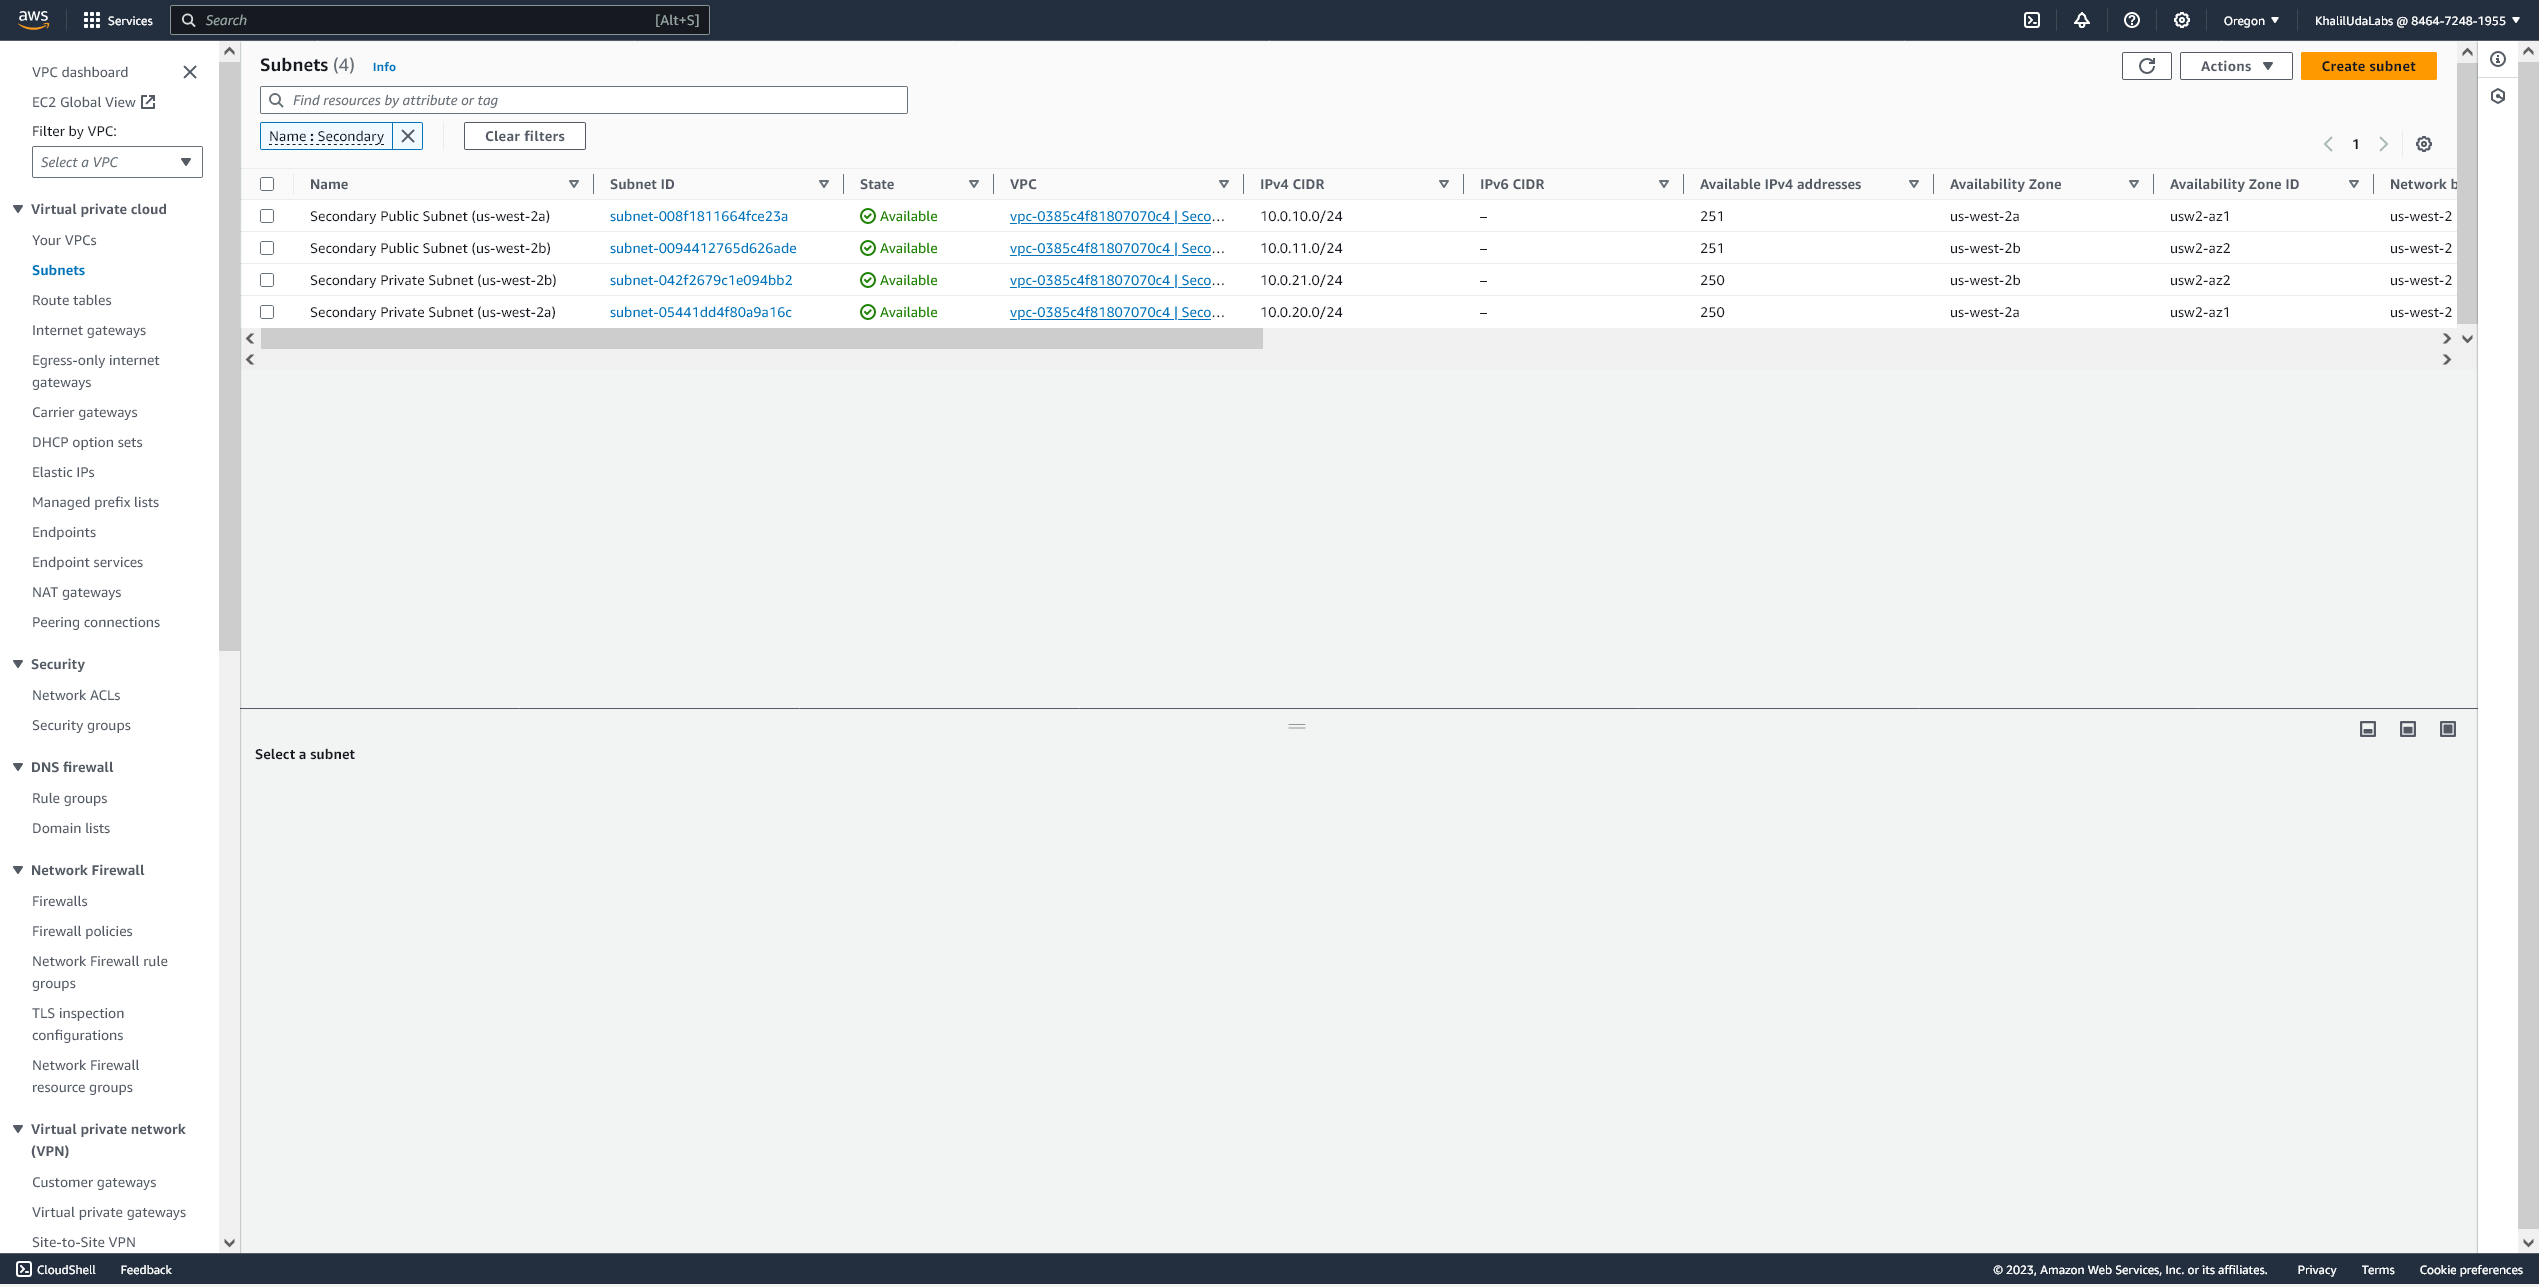 aws
Services
Search
[Alt+S]
Oregon
KhalilUdaLabs @ 8464-7248-1955
VPC dashboard
EC2 Global View
Filter by VPC:
Select a VPC
Virtual private cloud
Your VPCs
Subnets
Route tables
Internet gateways
Egress-only internet
gateways
Carrier gateways
DHCP option sets
Elastic IPs
Managed prefix lists
Endpoints
Endpoint services
NAT gateways
Peering connections
Security
Network ACLs
Security groups
DNS firewall
Rule groups
Domain lists
Network Firewall
Firewalls
Firewall policies
Network Firewall rule
groups
TLS inspection
configurations
Network Firewall
resource groups
Virtual private network
(VPN)
Customer gateways
Virtual private gateways
Site-to-Site VPN
Subnets (4) Info
Actions
Create subnet
Find resources by attribute or tag
Name : Secondary
Clear filters
1
Name Subnet ID State VPC IPv4 CIDR IPv6 CIDR Available IPv4 addresses Availability Zone Availability Zone ID Network b
Secondary Public Subnet (us-west-2a) subnet-008f1811664fce23a Available vpc-0385c4f81807070c4 | Seco... 10.0.10.0/24 – 251 us-west-2a usw2-az1 us-west-2
Secondary Public Subnet (us-west-2b) subnet-0094412765d626ade Available vpc-0385c4f81807070c4 | Seco... 10.0.11.0/24 – 251 us-west-2b usw2-az2 us-west-2
Secondary Private Subnet (us-west-2b) subnet-042f2679c1e094bb2 Available vpc-0385c4f81807070c4 | Seco... 10.0.21.0/24 – 250 us-west-2b usw2-az2 us-west-2
Secondary Private Subnet (us-west-2a) subnet-05441dd4f80a9a16c Available vpc-0385c4f81807070c4 | Seco... 10.0.20.0/24 – 250 us-west-2a usw2-az1 us-west-2
Select a subnet
CloudShell
Feedback
© 2023, Amazon Web Services, Inc. or its affiliates.
Privacy
Terms
Cookie preferences